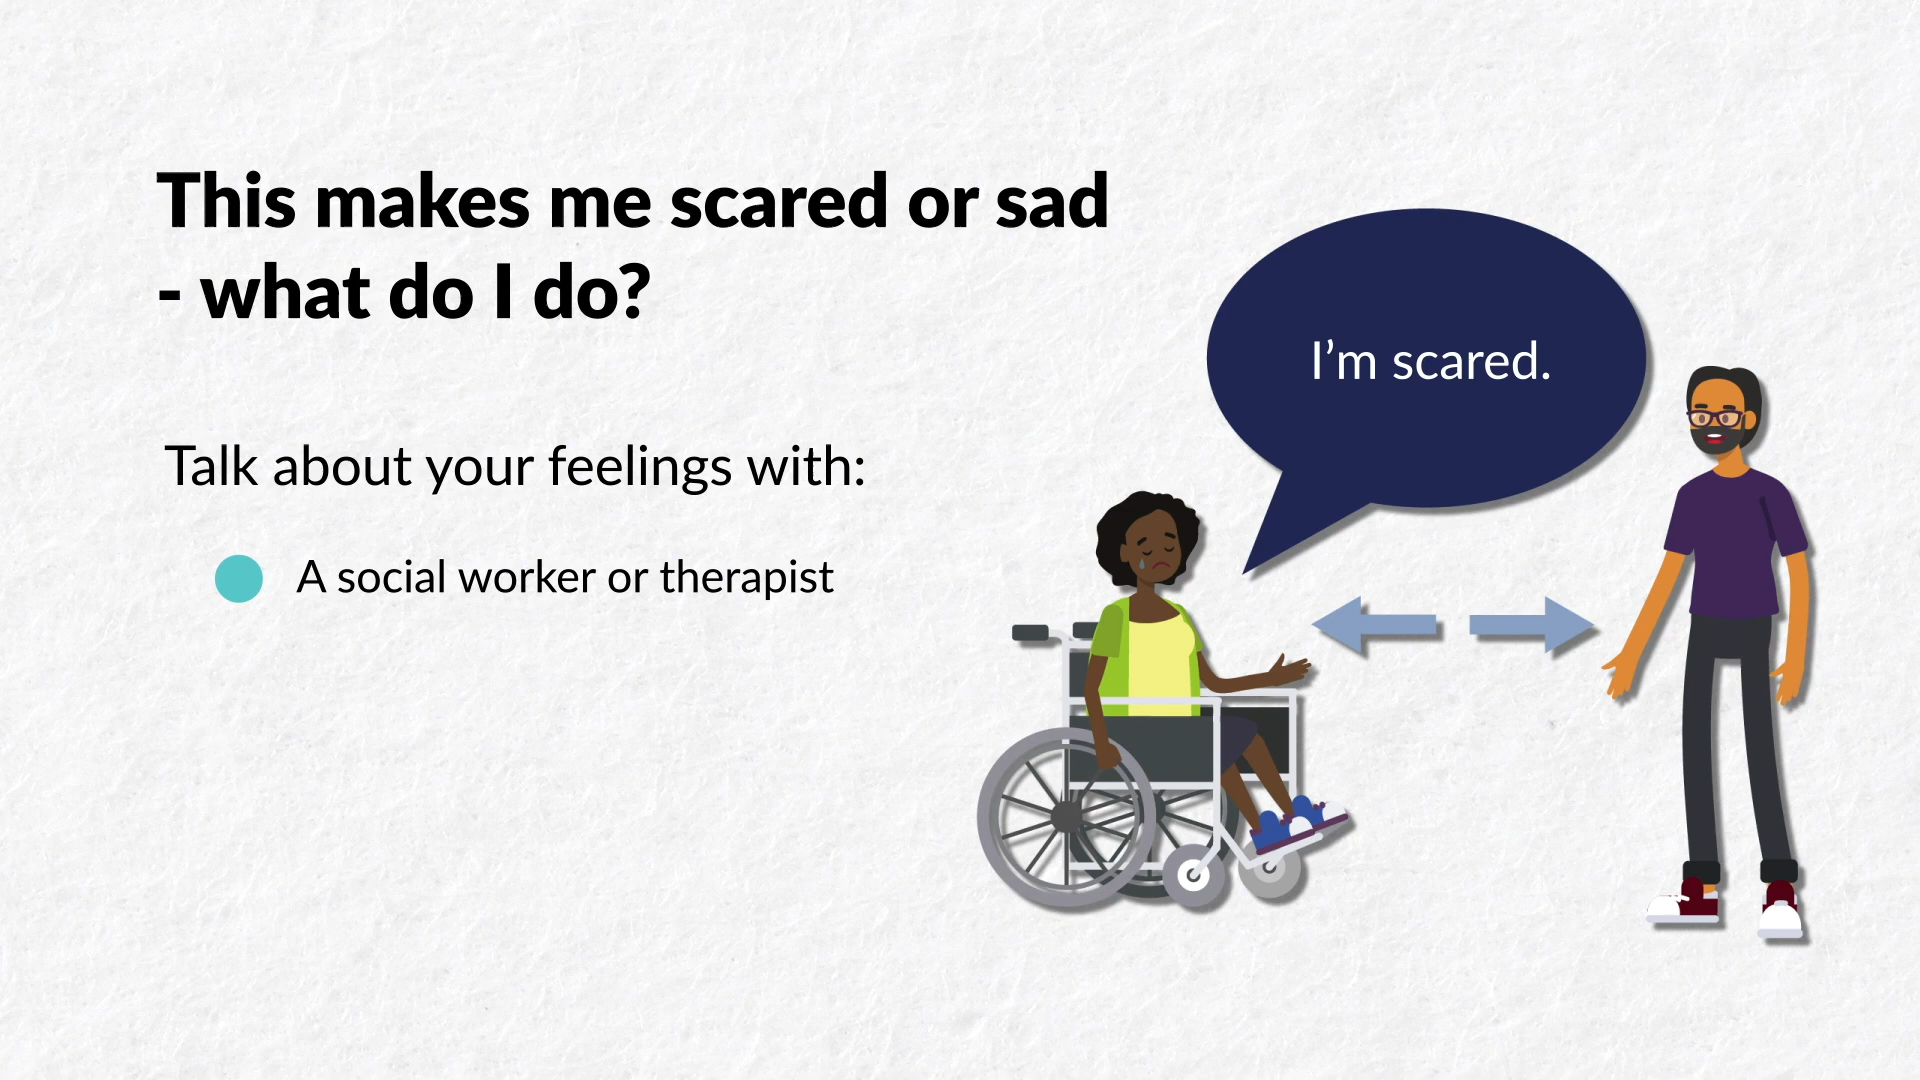 This makes me scared or sad
- what do I do?
Talk about your feelings with:
A social worker or therapist
I’m scared.